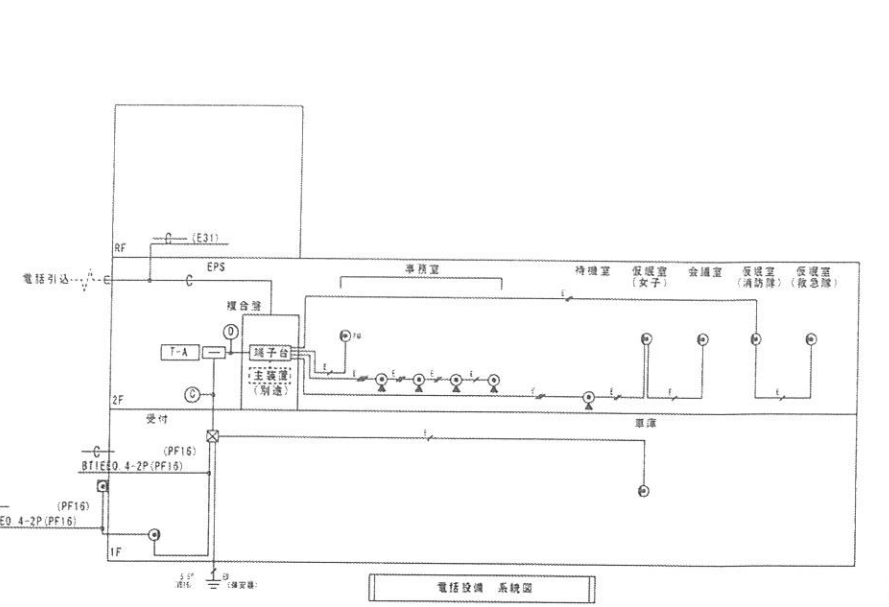 (E31)
RF
電話引込
EPS
事務室
待機室
仮眠室
(女子)
会議室
仮眠室
(消防隊)
仮眠室
(救急隊)
複合盤
D
T-A
端子台
主装置
(別途)
C
2F
受付
車庫
(PF16)
BTIEE0.4-2P(PF16)
(PF16)
E0.4-2P(PF16)
1F
(保安器)
電話設備 系統図